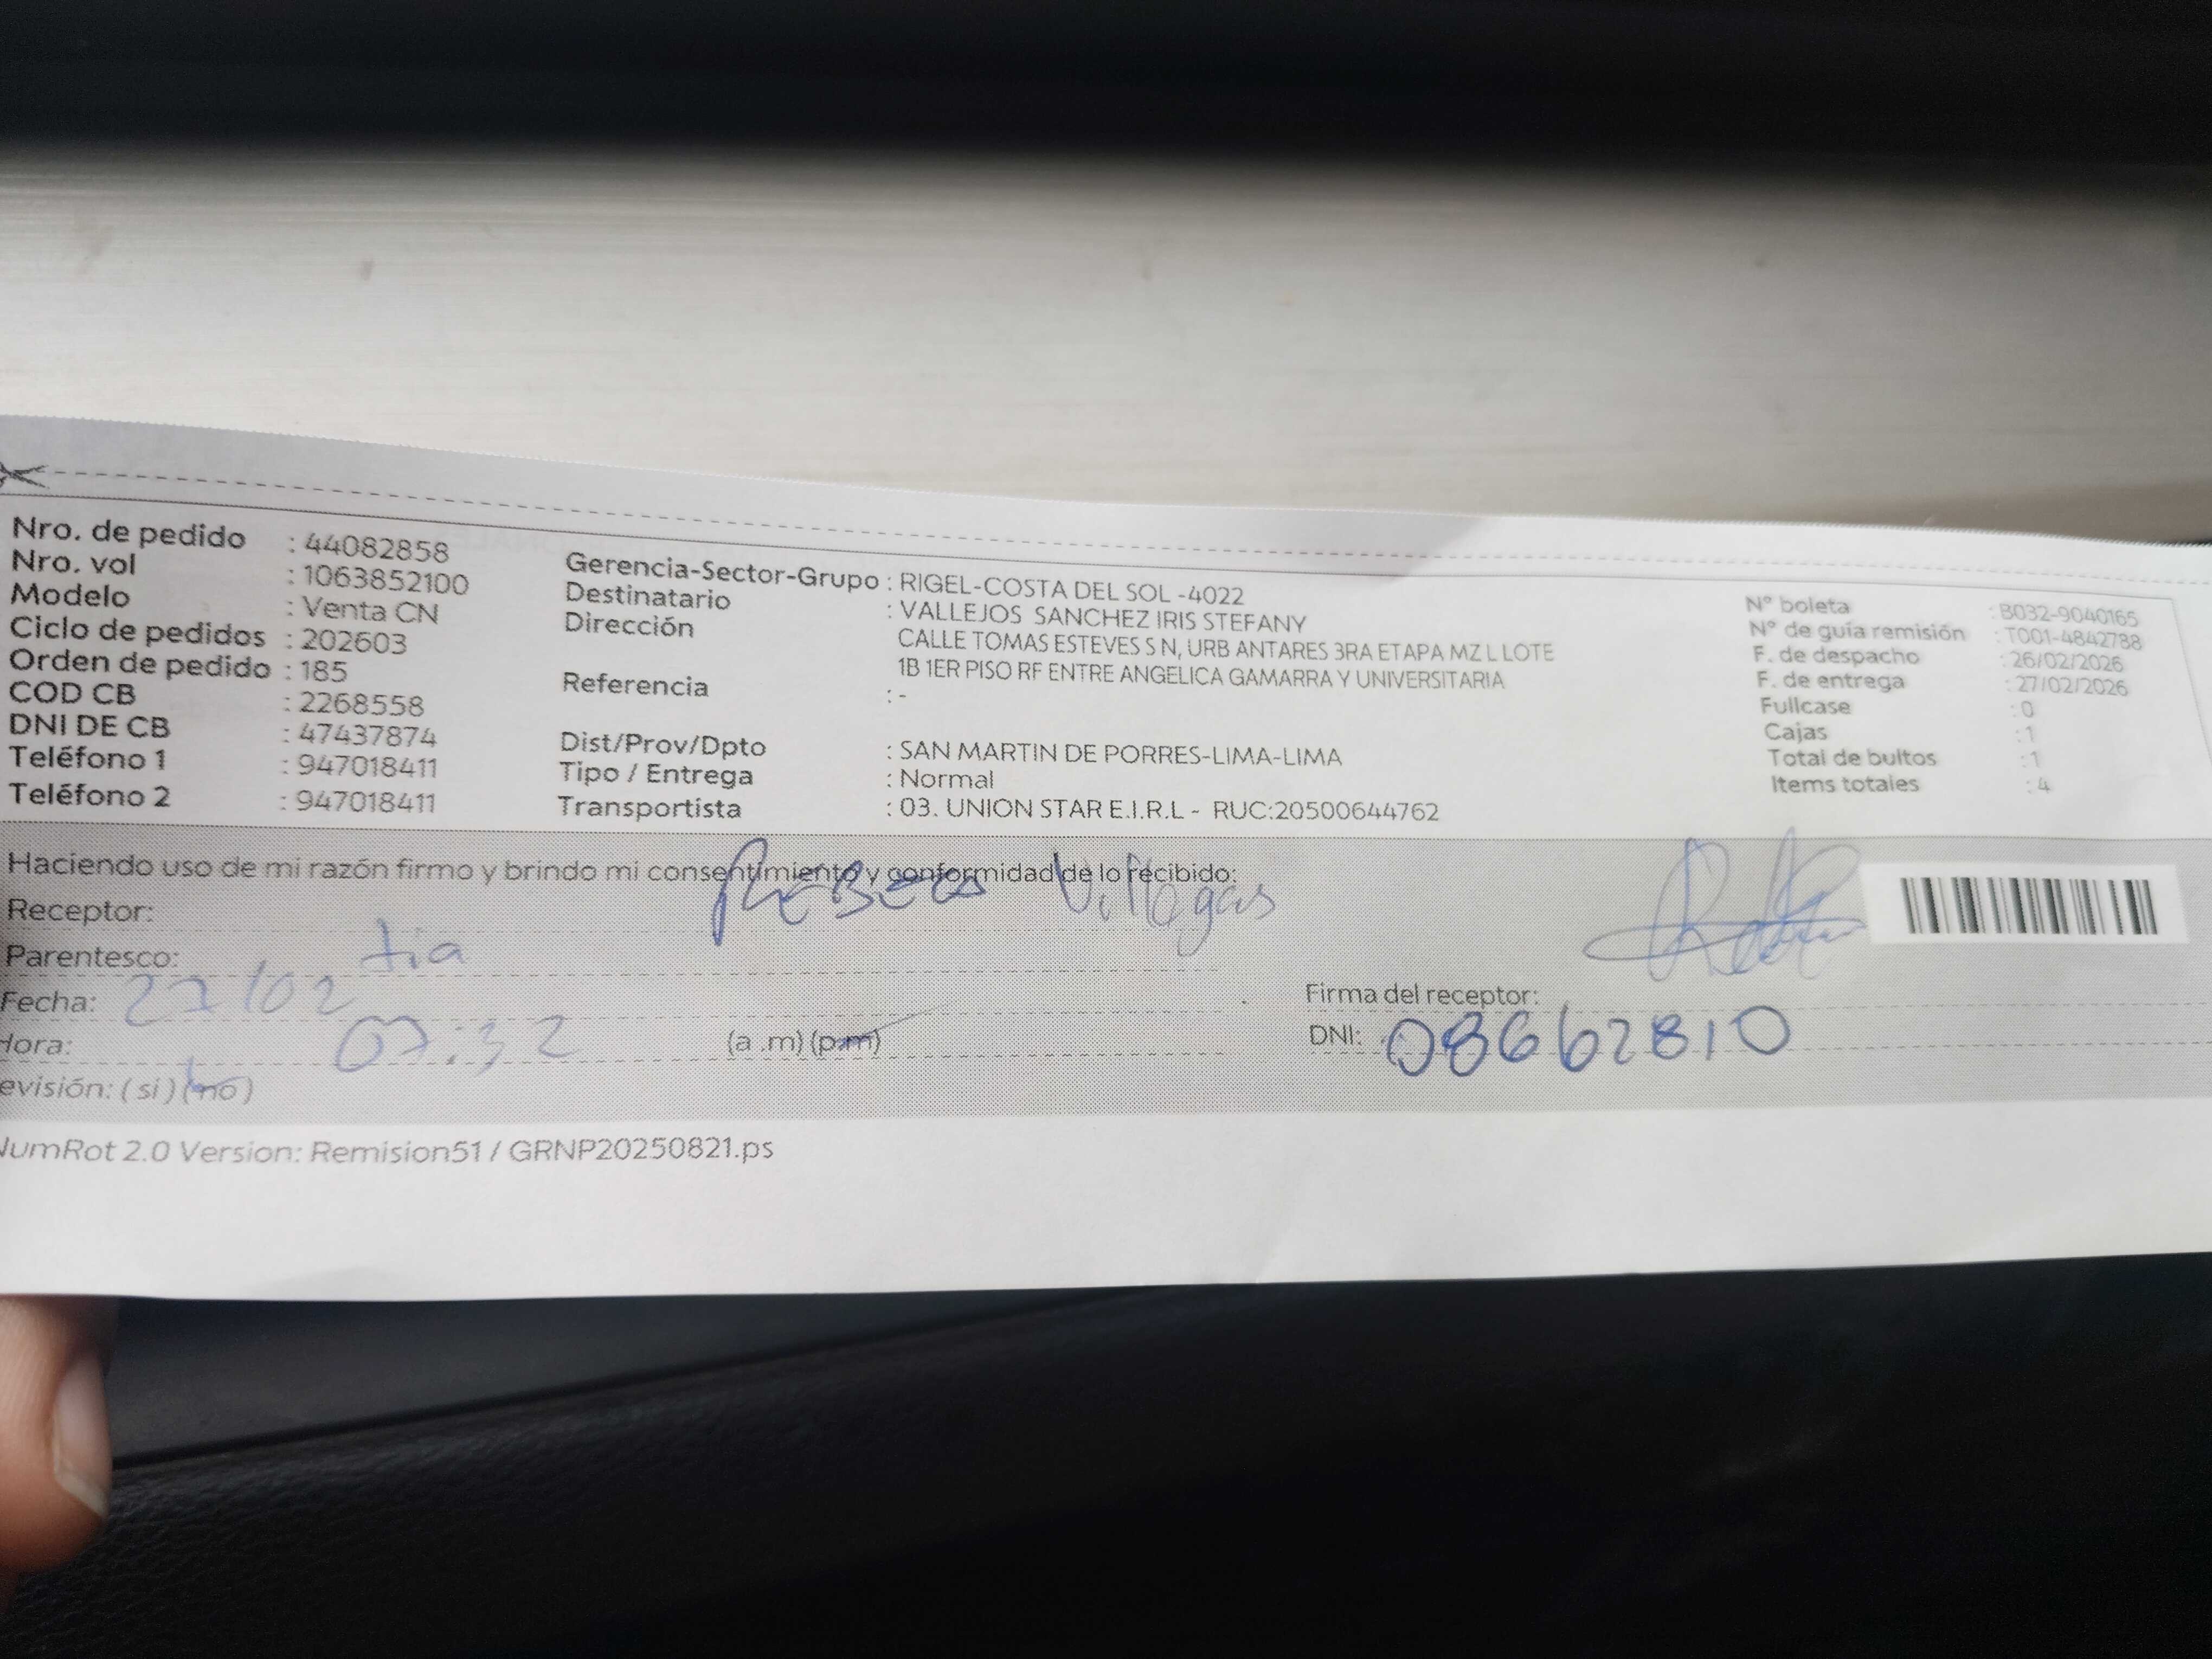 Nro. de pedido : 44082858
Nro. vol : 1063852100
Modelo : Venta CN
Ciclo de pedidos : 202603
Orden de pedido : 185
COD CB : 2268558
DNI DE CB : 47437874
Teléfono 1 : 947018411
Teléfono 2 : 947018411
Gerencia-Sector-Grupo : RIGEL-COSTA DEL SOL -4022
Destinatario : VALLEJOS SANCHEZ IRIS STEFANY
Dirección CALLE TOMAS ESTEVES S N, URB ANTARES 3RA ETAPA MZ L LOTE
1B 1ER PISO RF ENTRE ANGELICA GAMARRA Y UNIVERSITARIA
Referencia : -
Dist/Prov/Dpto : SAN MARTIN DE PORRES-LIMA-LIMA
Tipo / Entrega : Normal
Transportista : 03. UNION STAR E.I.R.L - RUC:20500644762
N° boleta : B032-9040165
N° de guía remisión : T001-4842788
F. de despacho : 26/02/2026
F. de entrega : 27/02/2026
Fullcase : 0
Cajas : 1
Total de bultos : 1
Items totales : 4
Haciendo uso de mi razón firmo y brindo mi consentimiento y conformidad de lo recibido:
Receptor: Rebeca Villegas
Parentesco: tia
Fecha: 27/02
Hora: 07:32 (a .m) (p.m)
evisión: ( si ) (no)
Firma del receptor:
DNI: 08662810
NumRot 2.0 Version: Remision51 / GRNP20250821.ps